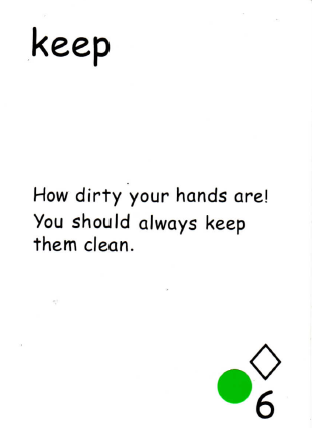 keep
How dirty your hands are!
You should always keep
them clean.
6